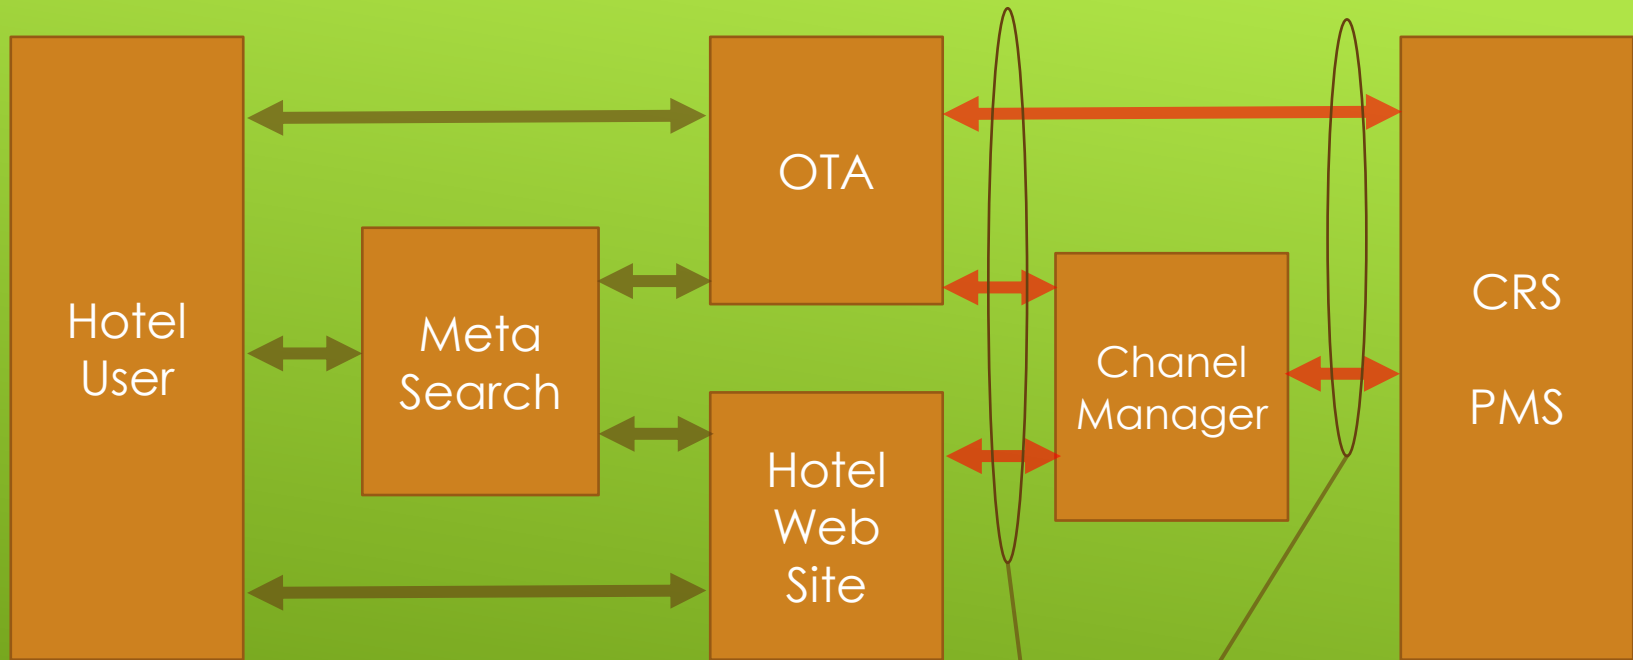 Hotel
User
Meta
Search
OTA
Hotel
Web
Site
Chanel
Manager
CRS
PMS